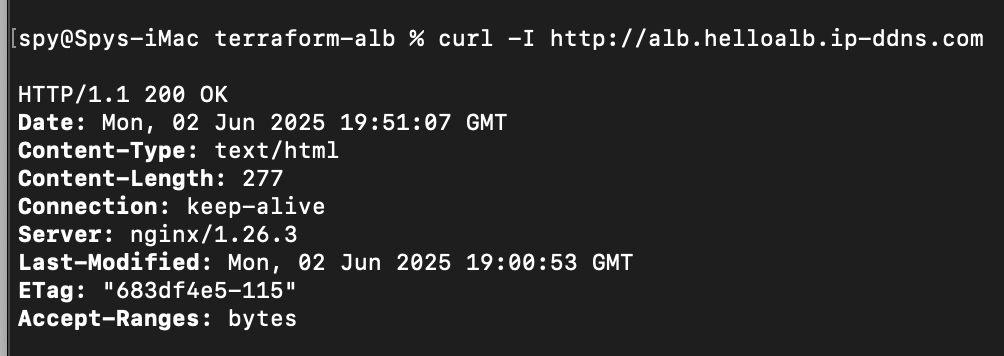 [spy@Spys-iMac terraform-alb % curl -I http://alb.helloalb.ip-ddns.com
HTTP/1.1 200 OK
Date: Mon, 02 Jun 2025 19:51:07 GMT
Content-Type: text/html
Content-Length: 277
Connection: keep-alive
Server: nginx/1.26.3
Last-Modified: Mon, 02 Jun 2025 19:00:53 GMT
ETag: "683df4e5-115"
Accept-Ranges: bytes